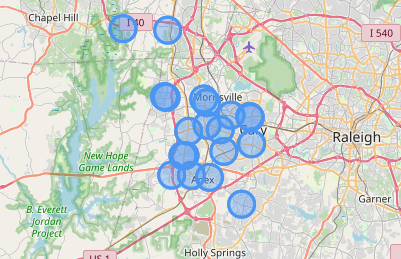 Chapel Hill
I 40
I 540
Morrisville
Cary
Raleigh
New Hope
Game Lands
Apex
B. Everett
Jordan
Project
Garner
US 1
Holly Springs